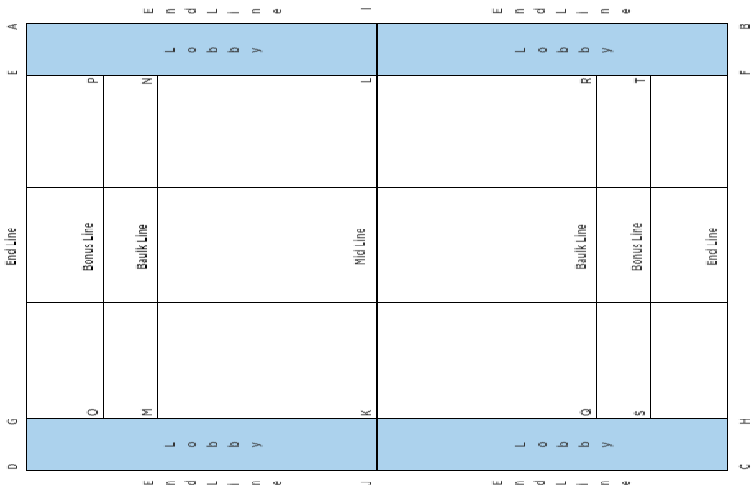 E n d L i n e I E n d L i n e
A B
L o b b y L o b b y
E F
P N L R T
End Line Bonus Line Baulk Line Mid Line Baulk Line Bonus Line End Line
O M K Q S
G H
L o b b y L o b b y
D C
E n d L i n e J E n d L i n e